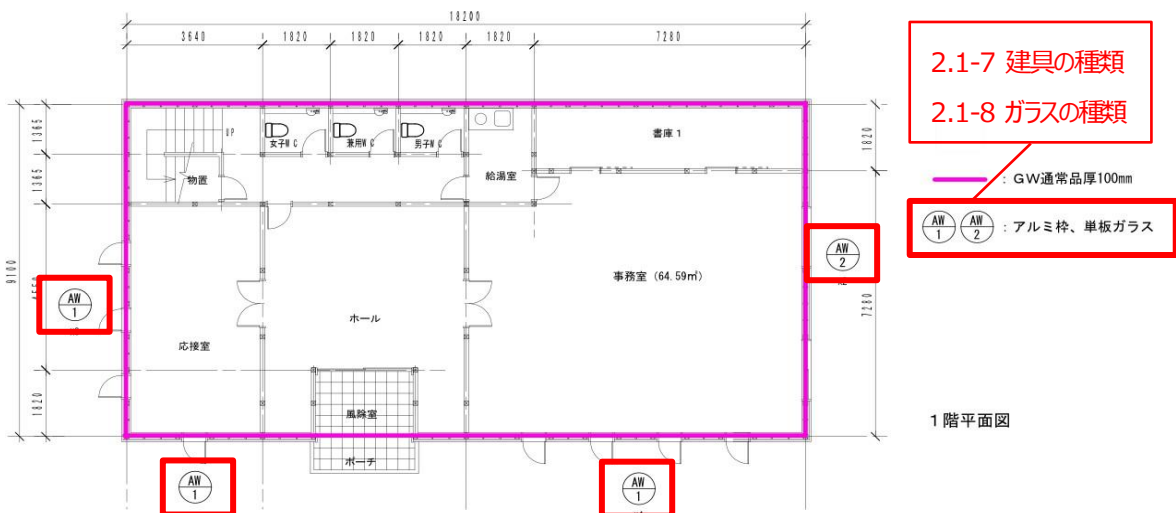 18200
3640
1820
1820
1820
1820
7280
2.1-7 建具の種類
2.1-8 ガラスの種類
1365
1365
9100
1820
UP
女子WC
兼用WC
男子WC
物置
給湯室
書庫1
1820
7280
: GW通常品厚100mm
AW
1
AW
2
: アルミ枠、単板ガラス
AW
1
AW
2
事務室 (64.59㎡)
ホール
応接室
風除室
ポーチ
1階平面図
AW
1
AW
1